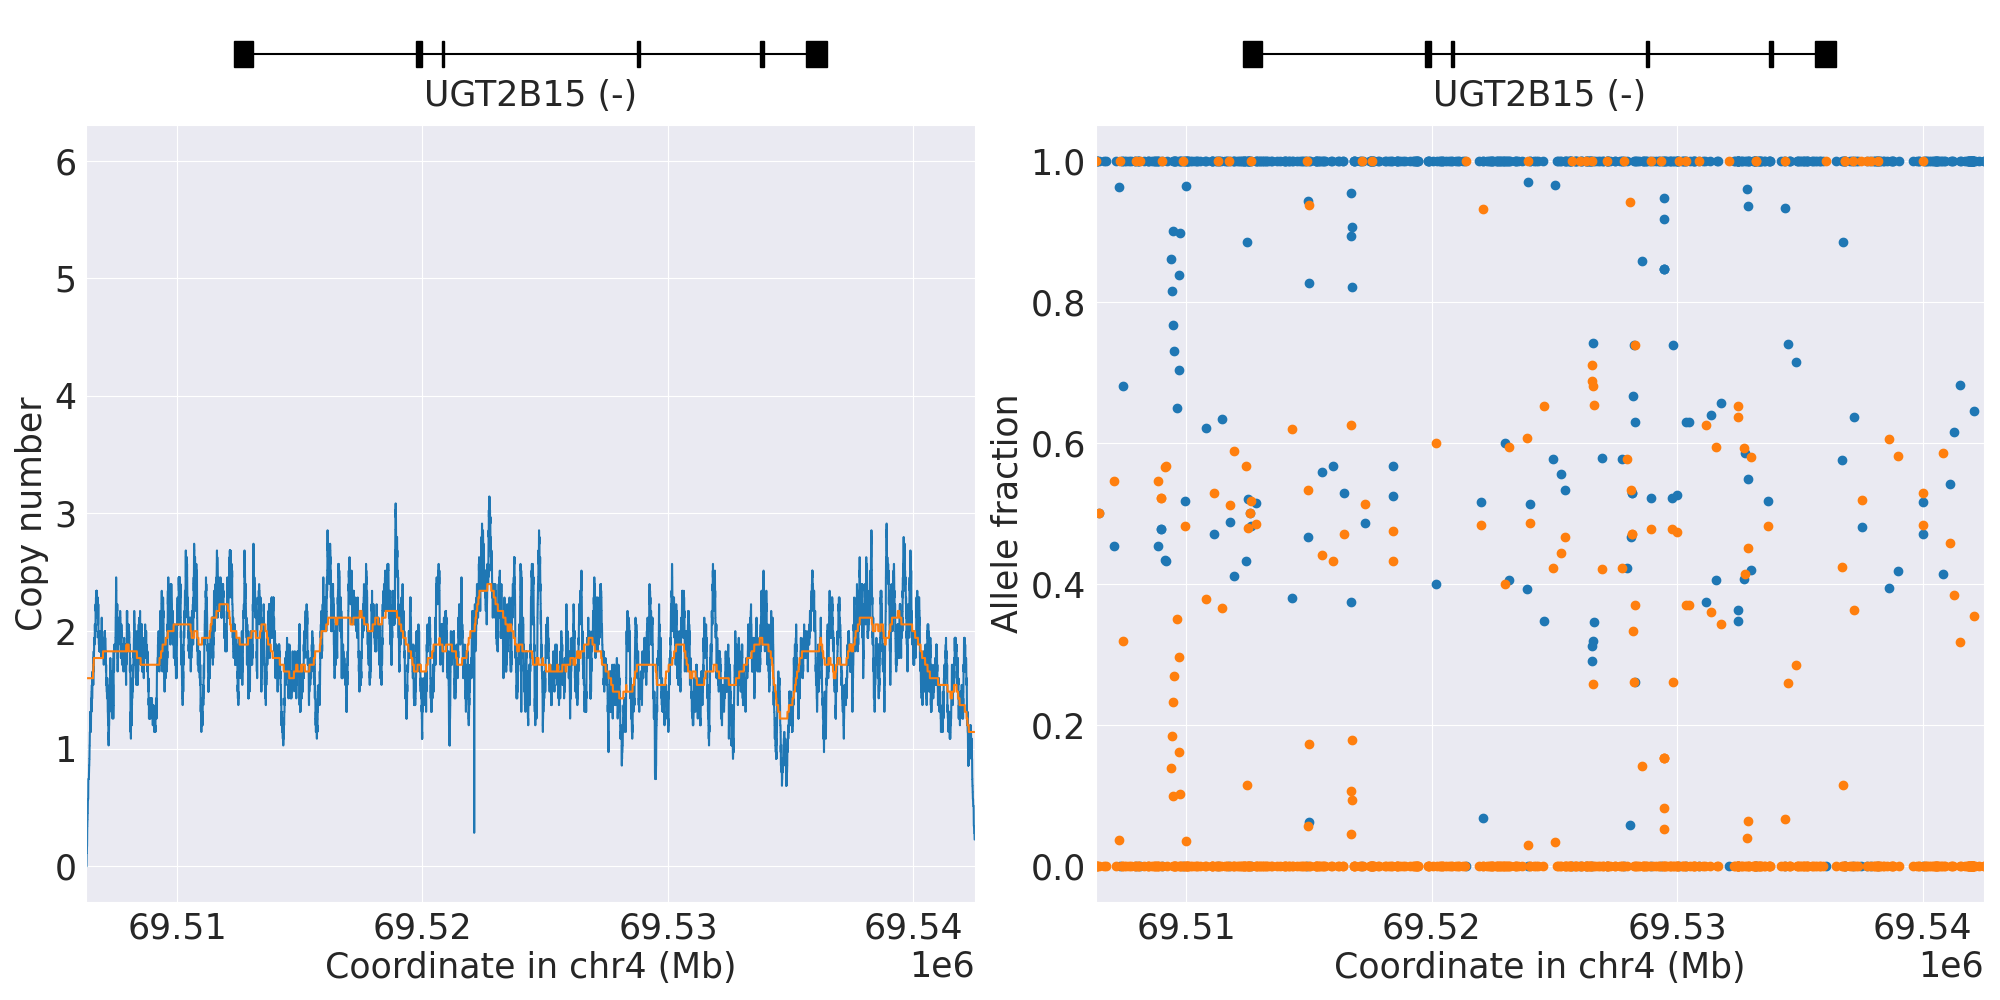 UGT2B15 (-)
6
5
4
3
2
1
0
Copy number
69.51 69.52 69.53 69.54
Coordinate in chr4 (Mb)
1e6
UGT2B15 (-)
1.0
0.8
0.6
0.4
0.2
0.0
Allele fraction
69.51 69.52 69.53 69.54
Coordinate in chr4 (Mb)
1e6